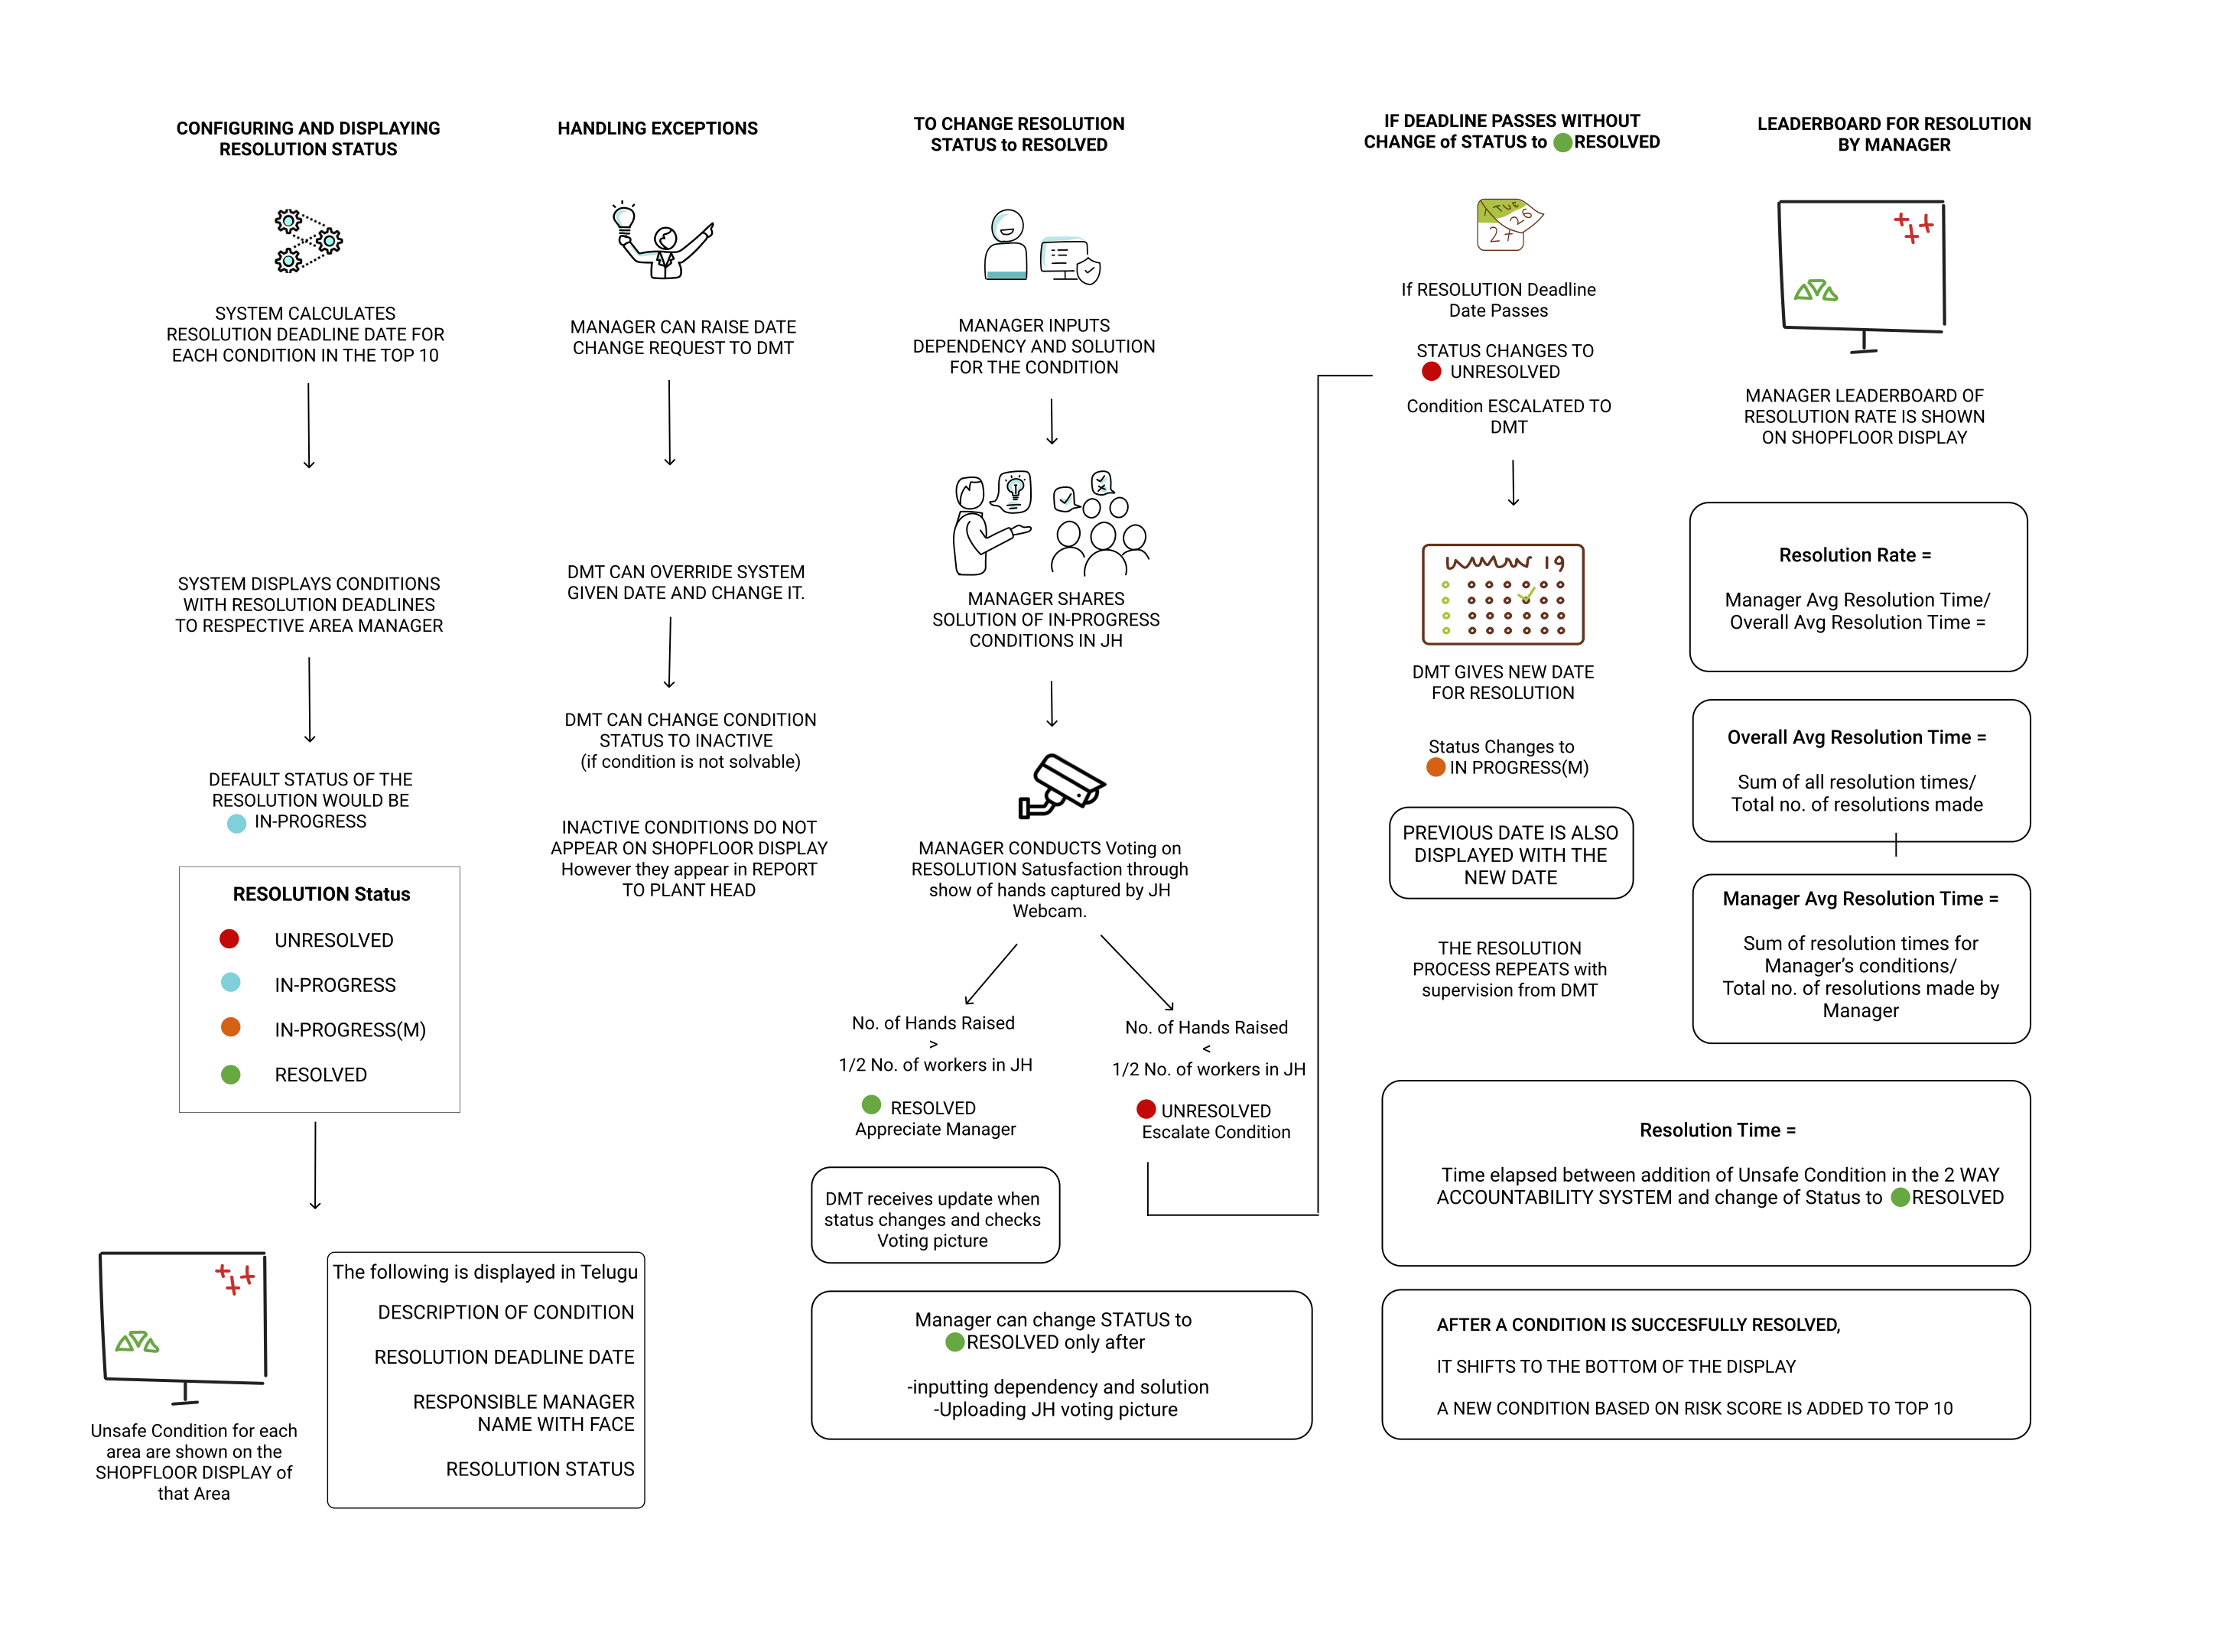 CONFIGURING AND DISPLAYING
RESOLUTION STATUS
SYSTEM CALCULATES
RESOLUTION DEADLINE DATE FOR
EACH CONDITION IN THE TOP 10
SYSTEM DISPLAYS CONDITIONS
WITH RESOLUTION DEADLINES
TO RESPECTIVE AREA MANAGER
DEFAULT STATUS OF THE
RESOLUTION WOULD BE
IN-PROGRESS
RESOLUTION Status
UNRESOLVED
IN-PROGRESS
IN-PROGRESS(M)
RESOLVED
Unsafe Condition for each
area are shown on the
SHOPFLOOR DISPLAY of
that Area
The following is displayed in Telugu
DESCRIPTION OF CONDITION
RESOLUTION DEADLINE DATE
RESPONSIBLE MANAGER
NAME WITH FACE
RESOLUTION STATUS
HANDLING EXCEPTIONS
MANAGER CAN RAISE DATE
CHANGE REQUEST TO DMT
DMT CAN OVERRIDE SYSTEM
GIVEN DATE AND CHANGE IT.
DMT CAN CHANGE CONDITION
STATUS TO INACTIVE
(if condition is not solvable)
INACTIVE CONDITIONS DO NOT
APPEAR ON SHOPFLOOR DISPLAY
However they appear in REPORT
TO PLANT HEAD
TO CHANGE RESOLUTION
STATUS to RESOLVED
MANAGER INPUTS
DEPENDENCY AND SOLUTION
FOR THE CONDITION
MANAGER SHARES
SOLUTION OF IN-PROGRESS
CONDITIONS IN JH
MANAGER CONDUCTS Voting on
RESOLUTION Satusfaction through
show of hands captured by JH
Webcam.
No. of Hands Raised
>
1/2 No. of workers in JH
RESOLVED
Appreciate Manager
No. of Hands Raised
<
1/2 No. of workers in JH
UNRESOLVED
Escalate Condition
DMT receives update when
status changes and checks
Voting picture
Manager can change STATUS to
RESOLVED only after
-inputting dependency and solution
-Uploading JH voting picture
IF DEADLINE PASSES WITHOUT
CHANGE of STATUS to RESOLVED
1 TUE
26
27
If RESOLUTION Deadline
Date Passes
STATUS CHANGES TO
UNRESOLVED
Condition ESCALATED TO
DMT
19
DMT GIVES NEW DATE
FOR RESOLUTION
Status Changes to
IN PROGRESS(M)
PREVIOUS DATE IS ALSO
DISPLAYED WITH THE
NEW DATE
THE RESOLUTION
PROCESS REPEATS with
supervision from DMT
LEADERBOARD FOR RESOLUTION
BY MANAGER
MANAGER LEADERBOARD OF
RESOLUTION RATE IS SHOWN
ON SHOPFLOOR DISPLAY
Resolution Rate =
Manager Avg Resolution Time/
Overall Avg Resolution Time =
Overall Avg Resolution Time =
Sum of all resolution times/
Total no. of resolutions made
Manager Avg Resolution Time =
Sum of resolution times for
Manager's conditions/
Total no. of resolutions made by
Manager
Resolution Time =
Time elapsed between addition of Unsafe Condition in the 2 WAY
ACCOUNTABILITY SYSTEM and change of Status to RESOLVED
AFTER A CONDITION IS SUCCESFULLY RESOLVED,
IT SHIFTS TO THE BOTTOM OF THE DISPLAY
A NEW CONDITION BASED ON RISK SCORE IS ADDED TO TOP 10